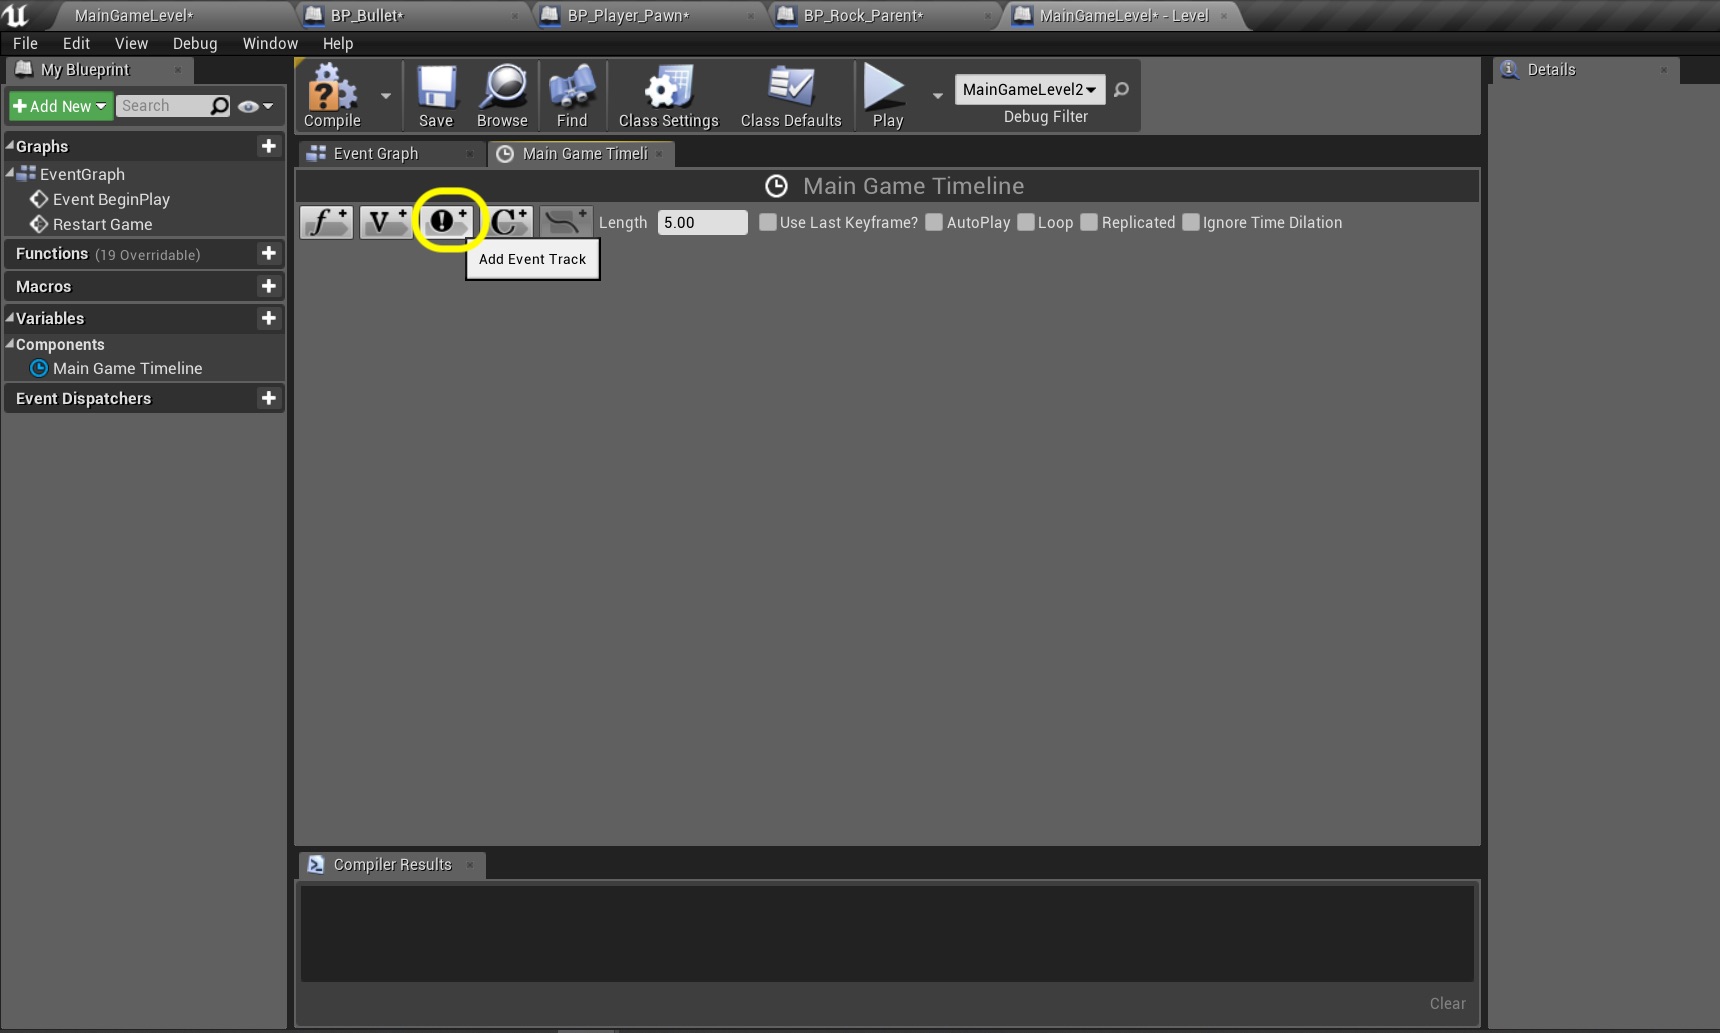 MainGameLevel*
BP_Bullet*
BP_Player_Pawn*
BP_Rock_Parent*
MainGameLevel* - Level
File Edit View Debug Window Help
My Blueprint
Add New
Search
Graphs
EventGraph
Event BeginPlay
Restart Game
Functions (19 Overridable)
Macros
Variables
Components
Main Game Timeline
Event Dispatchers
Compile
Save
Browse
Find
Class Settings
Class Defaults
Play
MainGameLevel2
Debug Filter
Event Graph
Main Game Timeli
Main Game Timeline
f V C Length 5.00 Use Last Keyframe? AutoPlay Loop Replicated Ignore Time Dilation
Add Event Track
Compiler Results
Clear
Details